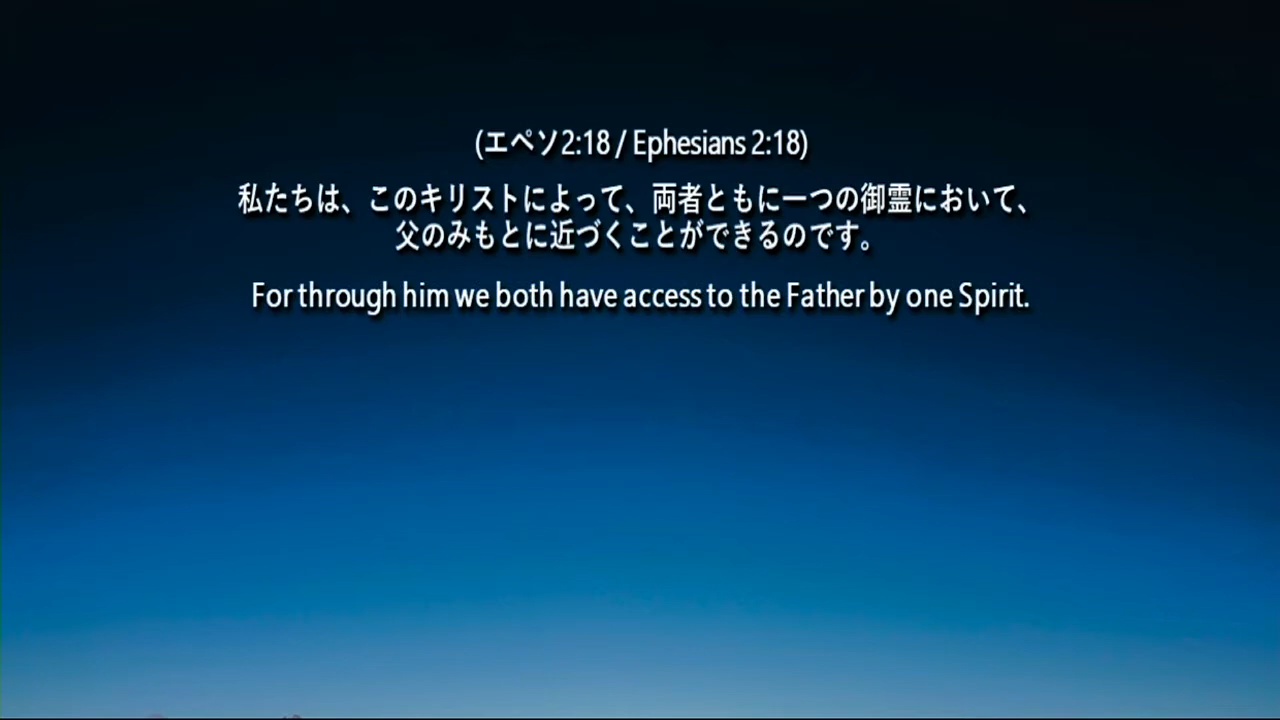 (エペソ2:18 / Ephesians 2:18)
私たちは、このキリストによって、両者ともに一つの御霊において、
父のみもとに近づくことができるのです。
For through him we both have access to the Father by one Spirit.